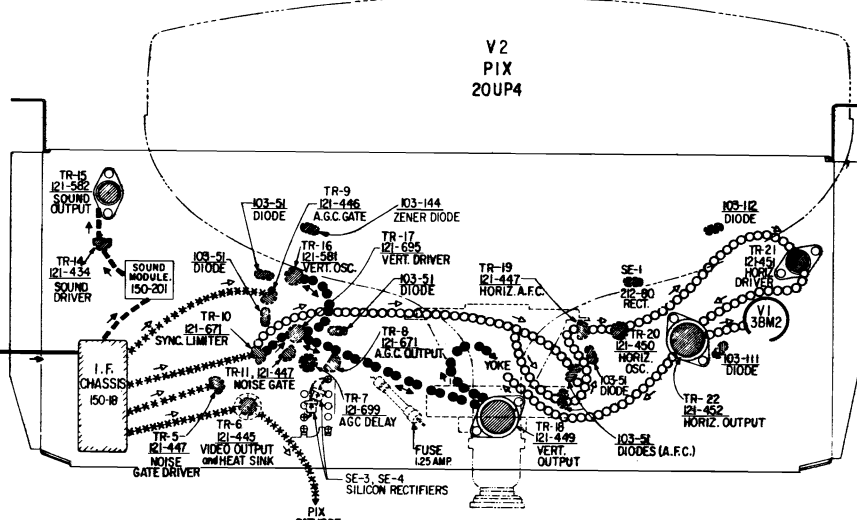 V2
PIX
20UP4
TR-15
121-582
SOUND
OUTPUT
TR-14
121-434
SOUND
DRIVER
SOUND
MODULE.
150-201
103-51
DIODE
TR-9
121-446
A.G.C. GATE
103-144
ZENER DIODE
TR-16
121-581
VERT. OSC.
TR-17
121-695
VERT. DRIVER
103-51
DIODE
103-51
DIODE
TR-10
121-671
SYNC. LIMITER
TR-8
121-671
A.G.C. OUTPUT
TR-11, 121-447
NOISE GATE
TR-7
121-699
AGC DELAY
I.F.
CHASSIS
150-18
TR-5
121-447
NOISE
GATE DRIVER
TR-6
121-445
VIDEO OUTPUT
and HEAT SINK
SE-3, SE-4
SILICON RECTIFIERS
PIX
FUSE
1.25 AMP.
YOKE
TR-18
121-449
VERT.
OUTPUT
TR-19
121-447
HORIZ. A.F.C.
SE-1
212-80
RECT.
103-112
DIODE
TR-21
121-451
HORIZ
DRIVER
TR-20
121-450
HORIZ.
OSC.
V1
3BM2
103-111
DIODE
103-51
DIODE
TR-22
121-452
HORIZ. OUTPUT
103-51
DIODES (A.F.C.)